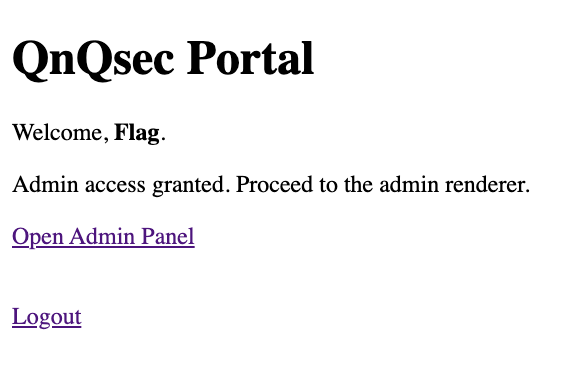 QnQsec Portal
Welcome, Flag.
Admin access granted. Proceed to the admin renderer.
Open Admin Panel
Logout